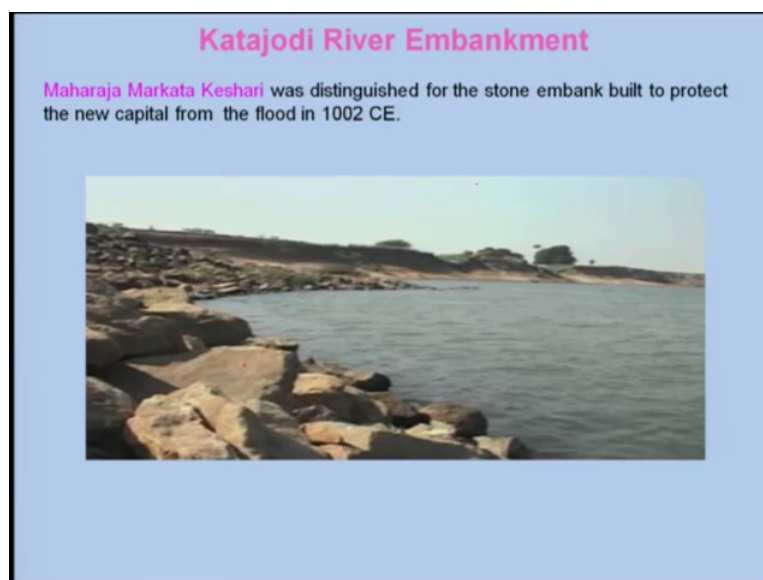 Katajodi River Embankment
Maharaja Markata Keshari was distinguished for the stone embank built to protect
the new capital from the flood in 1002 CE.